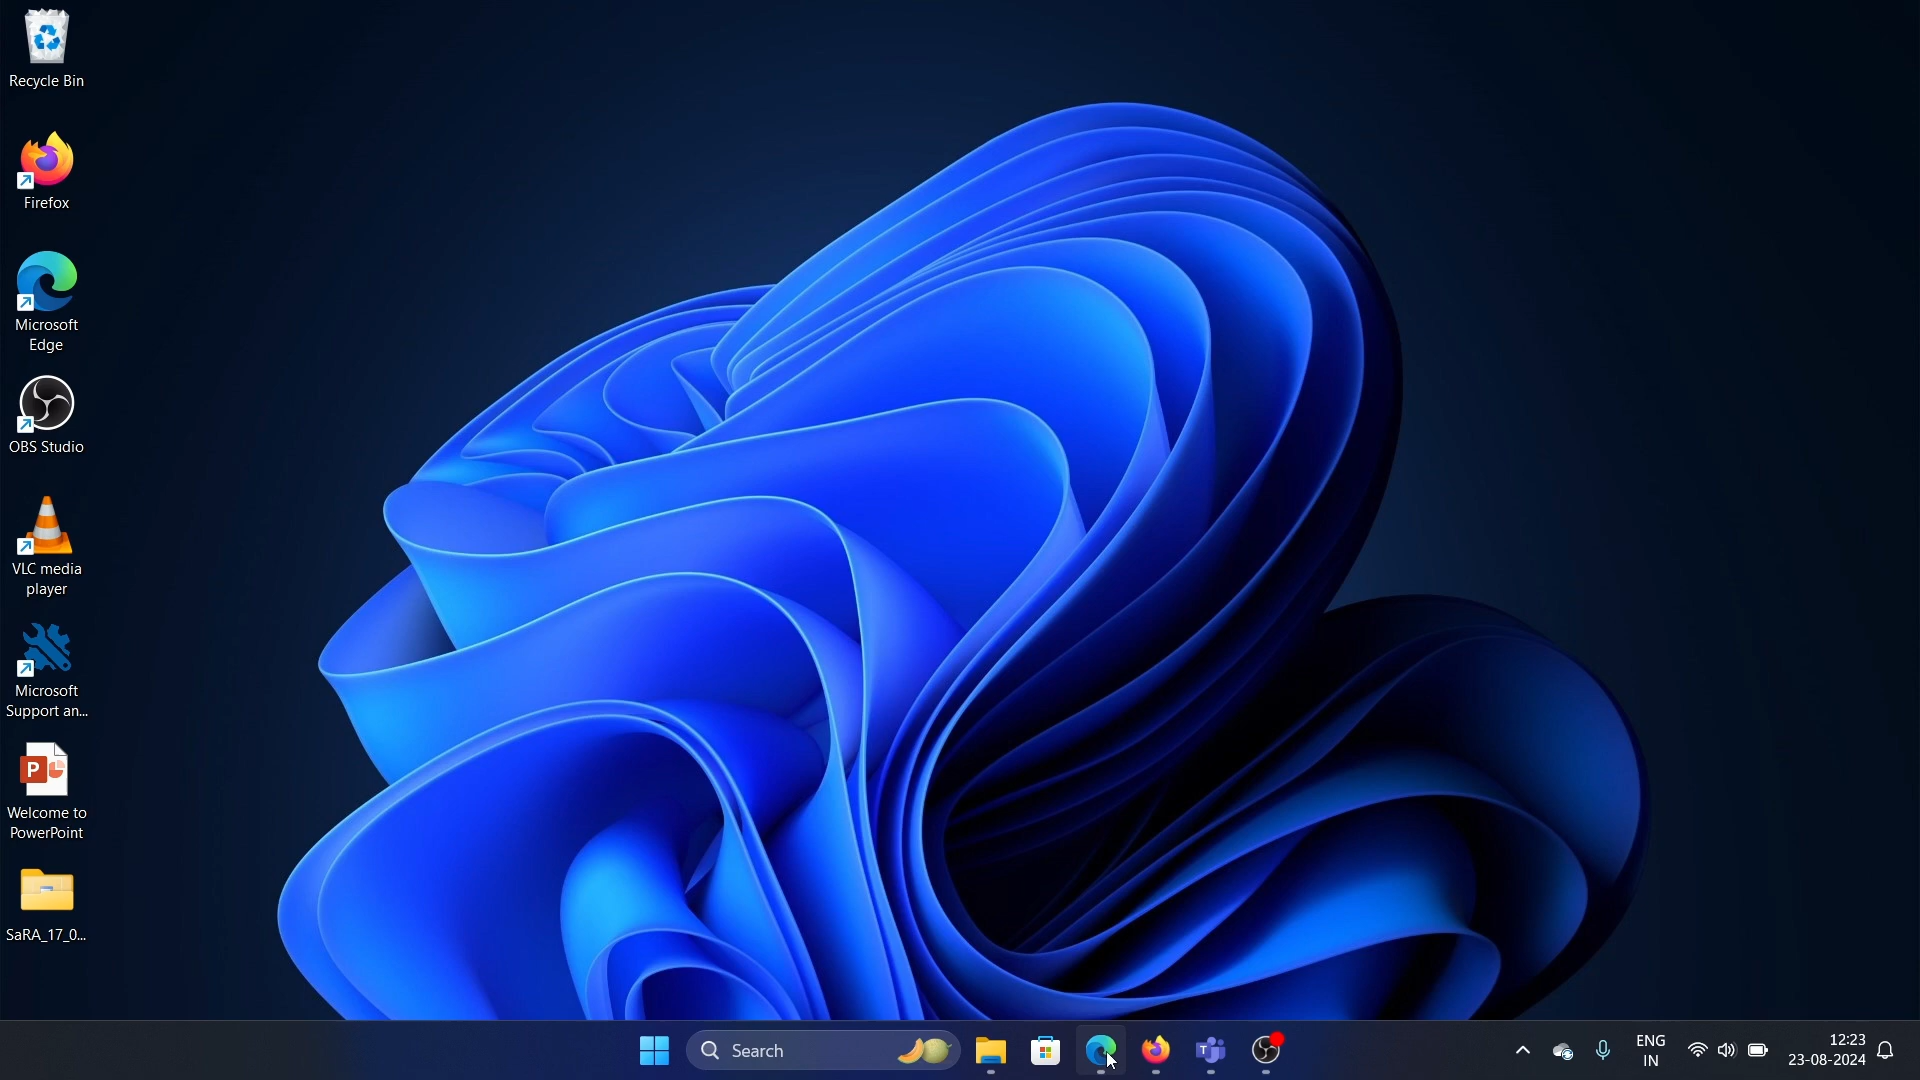 Recycle Bin
Firefox
Microsoft
Edge
OBS Studio
VLC media
player
Microsoft
Support an...
P
Welcome to
PowerPoint
SaRA_17_0...
Search
T
ENG
IN
12:23
23-08-2024